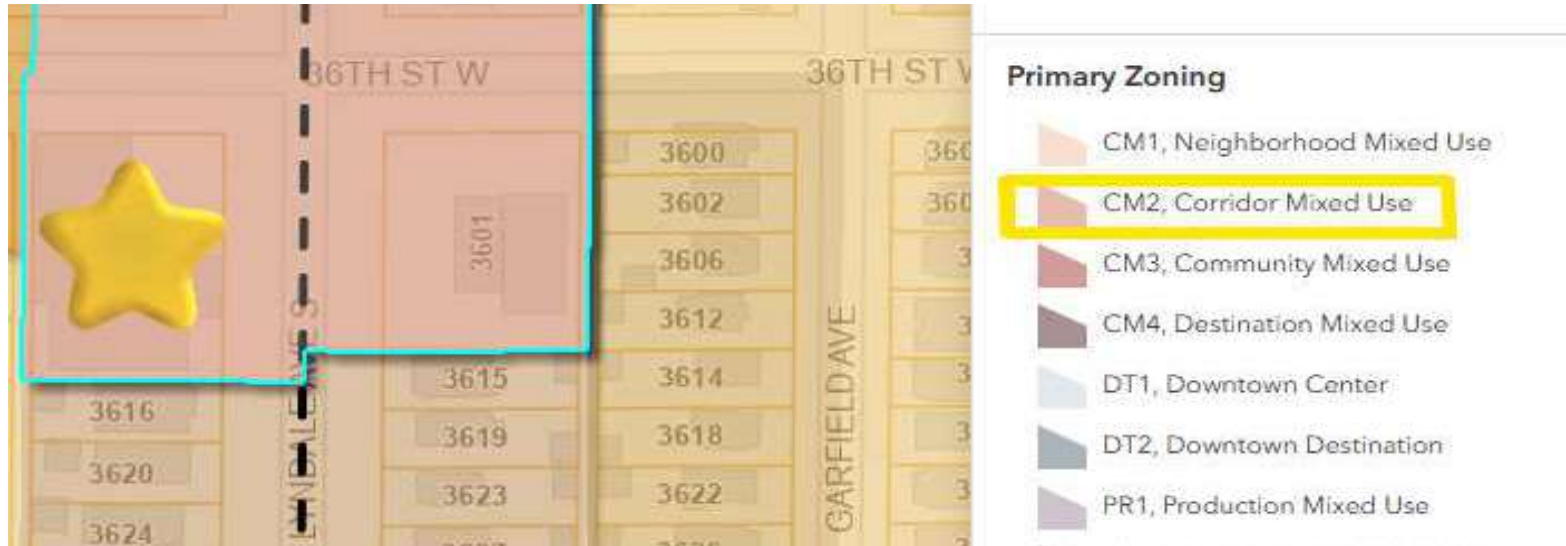 36TH ST W
36TH ST
3601
3600
3602
3606
3612
3614
3618
3622
3615
3619
3623
3616
3620
3624
LYNDALE AVE S
GARFIELD AVE
Primary Zoning
CM1, Neighborhood Mixed Use
CM2, Corridor Mixed Use
CM3, Community Mixed Use
CM4, Destination Mixed Use
DT1, Downtown Center
DT2, Downtown Destination
PR1, Production Mixed Use